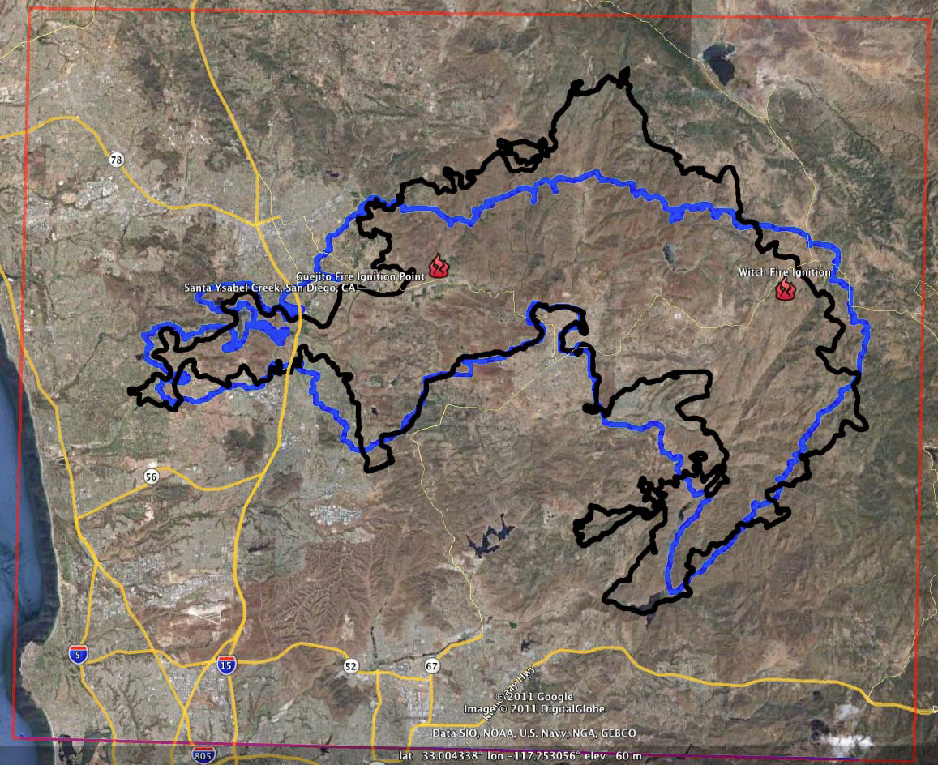 78
Guejito Fire Ignition Point
Witch Fire Ignition
Santa Ysabel Creek, San Diego, CA
56
5
15
52
67
©2011 Google
Image © 2011 DigitalGlobe
Data SIO, NOAA, U.S. Navy, NGA, GEBCO
805
lat 33.004338° lon -117.253056° elev 60 m